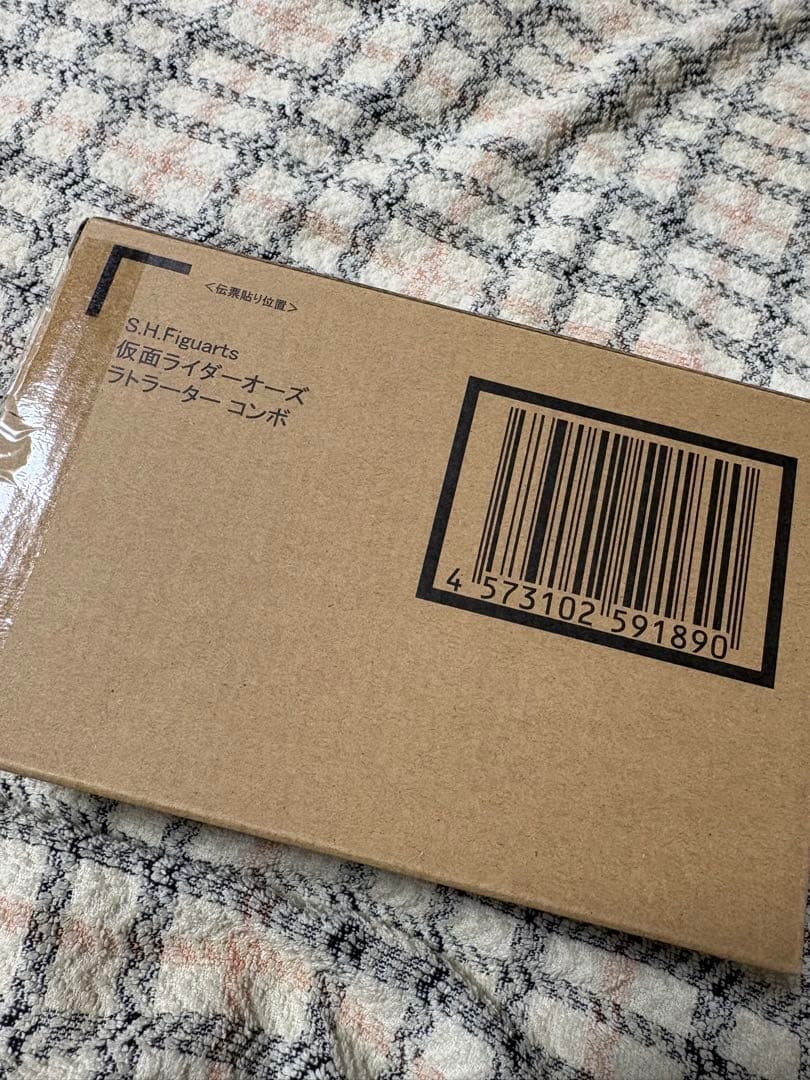 <伝票貼り位置>
S.H.Figuarts
仮面ライダーオーズ
ラトラーター コンボ
4 573102 591890